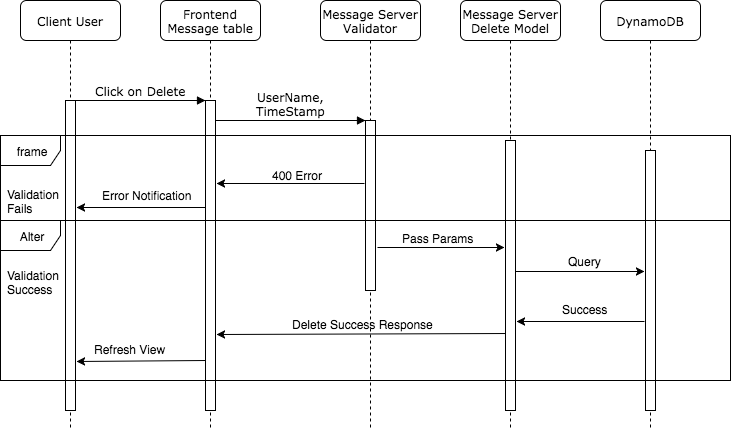 Client User
Frontend
Message table
Message Server
Validator
Message Server
Delete Model
DynamoDB
Click on Delete
UserName,
TimeStamp
frame
400 Error
Validation
Fails
Error Notification
Alter
Pass Params
Validation
Success
Query
Success
Delete Success Response
Refresh View